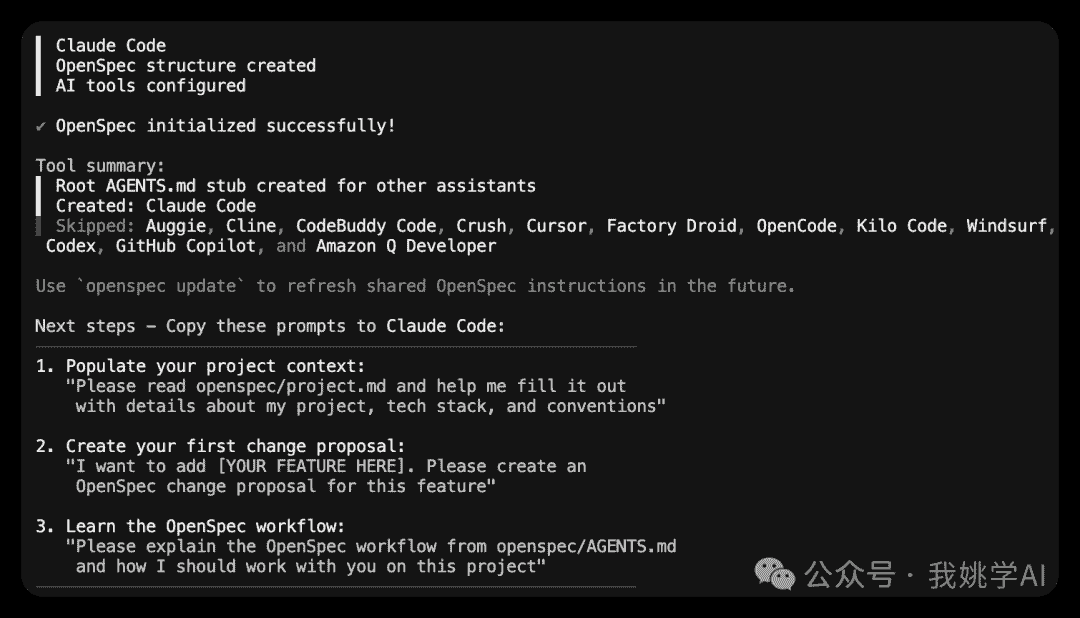 Claude Code
OpenSpec structure created
AI tools configured
✔ OpenSpec initialized successfully!
Tool summary:
Root AGENTS.md stub created for other assistants
Created: Claude Code
Skipped: Auggie, Cline, CodeBuddy Code, Crush, Cursor, Factory Droid, OpenCode, Kilo Code, Windsurf,
Codex, GitHub Copilot, and Amazon Q Developer
Use `openspec update` to refresh shared OpenSpec instructions in the future.
Next steps – Copy these prompts to Claude Code:
1. Populate your project context:
"Please read openspec/project.md and help me fill it out
with details about my project, tech stack, and conventions"
2. Create your first change proposal:
"I want to add [YOUR FEATURE HERE]. Please create an
OpenSpec change proposal for this feature"
3. Learn the OpenSpec workflow:
"Please explain the OpenSpec workflow from openspec/AGENTS.md
and how I should work with you on this project"
公众号 · 我姚学AI